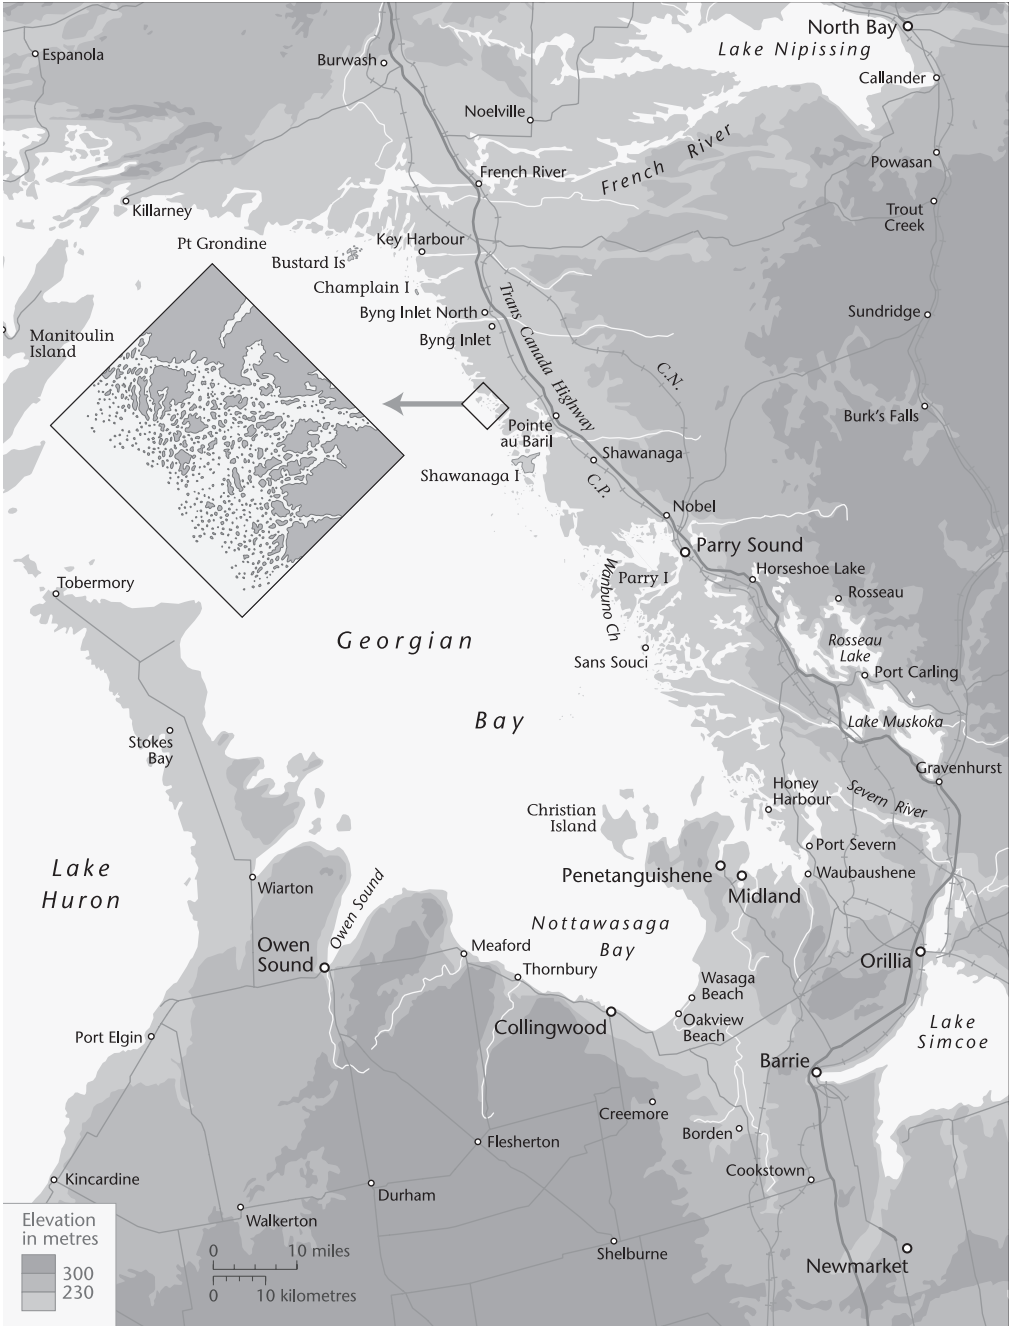 North Bay
Lake Nipissing
Espanola
Burwash
Callander
Noelville
French River
Powasan
French River
Killarney
Trout
Creek
Pt Grondine
Key Harbour
Bustard Is
Champlain I
Trans Canada Highway
Byng Inlet North
Sundridge
Manitoulin
Island
Byng Inlet
C.N.
Burk's Falls
Pointe
au Baril
Shawanaga
Shawanaga I
C.P.
Nobel
Parry Sound
Horseshoe Lake
Tobermory
Parry I
Wanbuno Ch
Rosseau
Georgian
Rosseau
Lake
Sans Souci
Port Carling
Bay
Lake Muskoka
Stokes
Bay
Gravenhurst
Honey
Harbour
Severn River
Christian
Island
Port Severn
Lake
Huron
Penetanguishene
Waubaushene
Wiarton
Midland
Owen Sound
Nottawasaga
Bay
Owen
Sound
Meaford
Orillia
Thornbury
Wasaga
Beach
Collingwood
Oakview
Beach
Lake
Simcoe
Port Elgin
Barrie
Creemore
Borden
Flesherton
Cookstown
Kincardine
Durham
Walkerton
Shelburne
Newmarket
Elevation
in metres
300
230
0 10 miles
0 10 kilometres